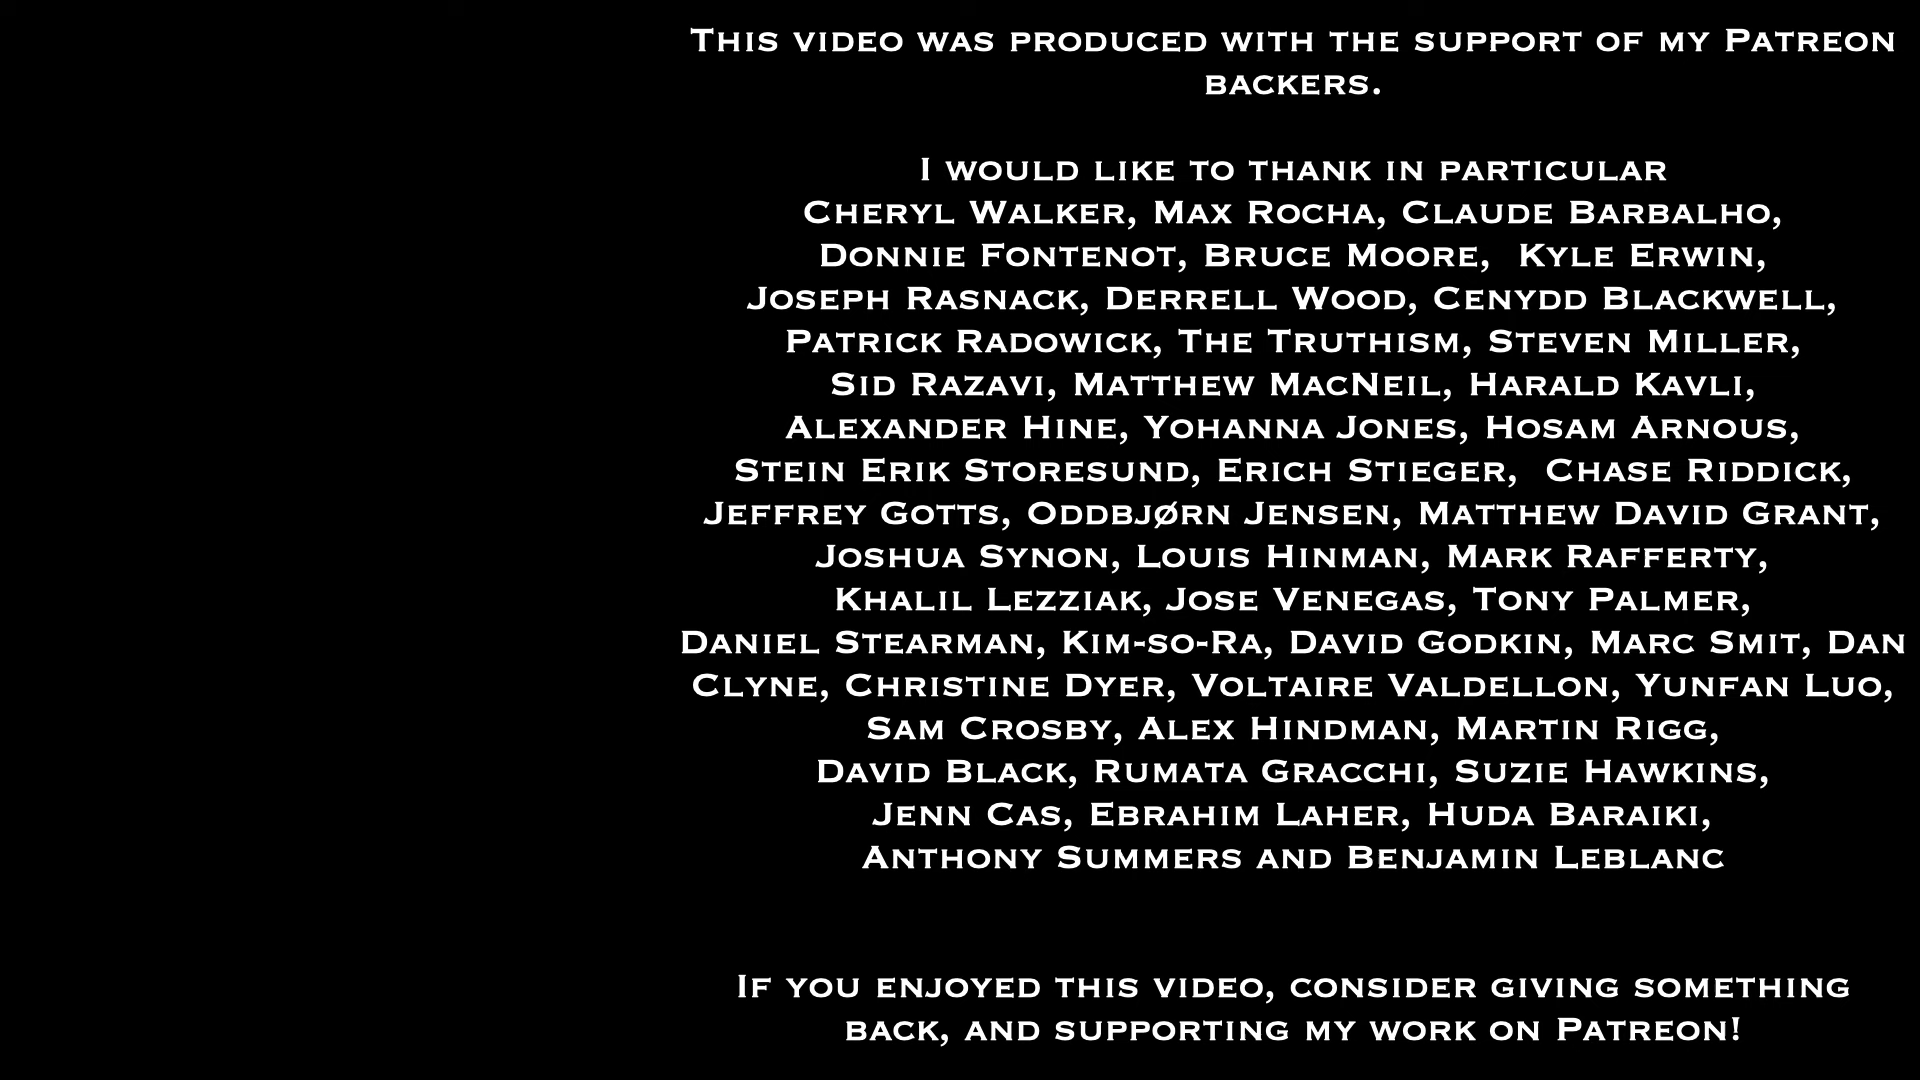 This video was produced with the support of my Patreon
backers.
I would like to thank in particular
Cheryl Walker, Max Rocha, Claude Barbalho,
Donnie Fontenot, Bruce Moore,  Kyle Erwin,
Joseph Rasnack, Derrell Wood, Cenydd Blackwell,
Patrick Radowick, The Truthism, Steven Miller,
Sid Razavi, Matthew MacNeil, Harald Kavli,
Alexander Hine, Yohanna Jones, Hosam Arnous,
Stein Erik Storesund, Erich Stieger,  Chase Riddick,
Jeffrey Gotts, Oddbjørn Jensen, Matthew David Grant,
Joshua Synon, Louis Hinman, Mark Rafferty,
Khalil Lezziak, Jose Venegas, Tony Palmer,
Daniel Stearman, Kim-so-Ra, David Godkin, Marc Smit, Dan
Clyne, Christine Dyer, Voltaire Valdellon, Yunfan Luo,
Sam Crosby, Alex Hindman, Martin Rigg,
David Black, Rumata Gracchi, Suzie Hawkins,
Jenn Cas, Ebrahim Laher, Huda Baraiki,
Anthony Summers and Benjamin Leblanc
If you enjoyed this video, consider giving something
back, and supporting my work on Patreon!